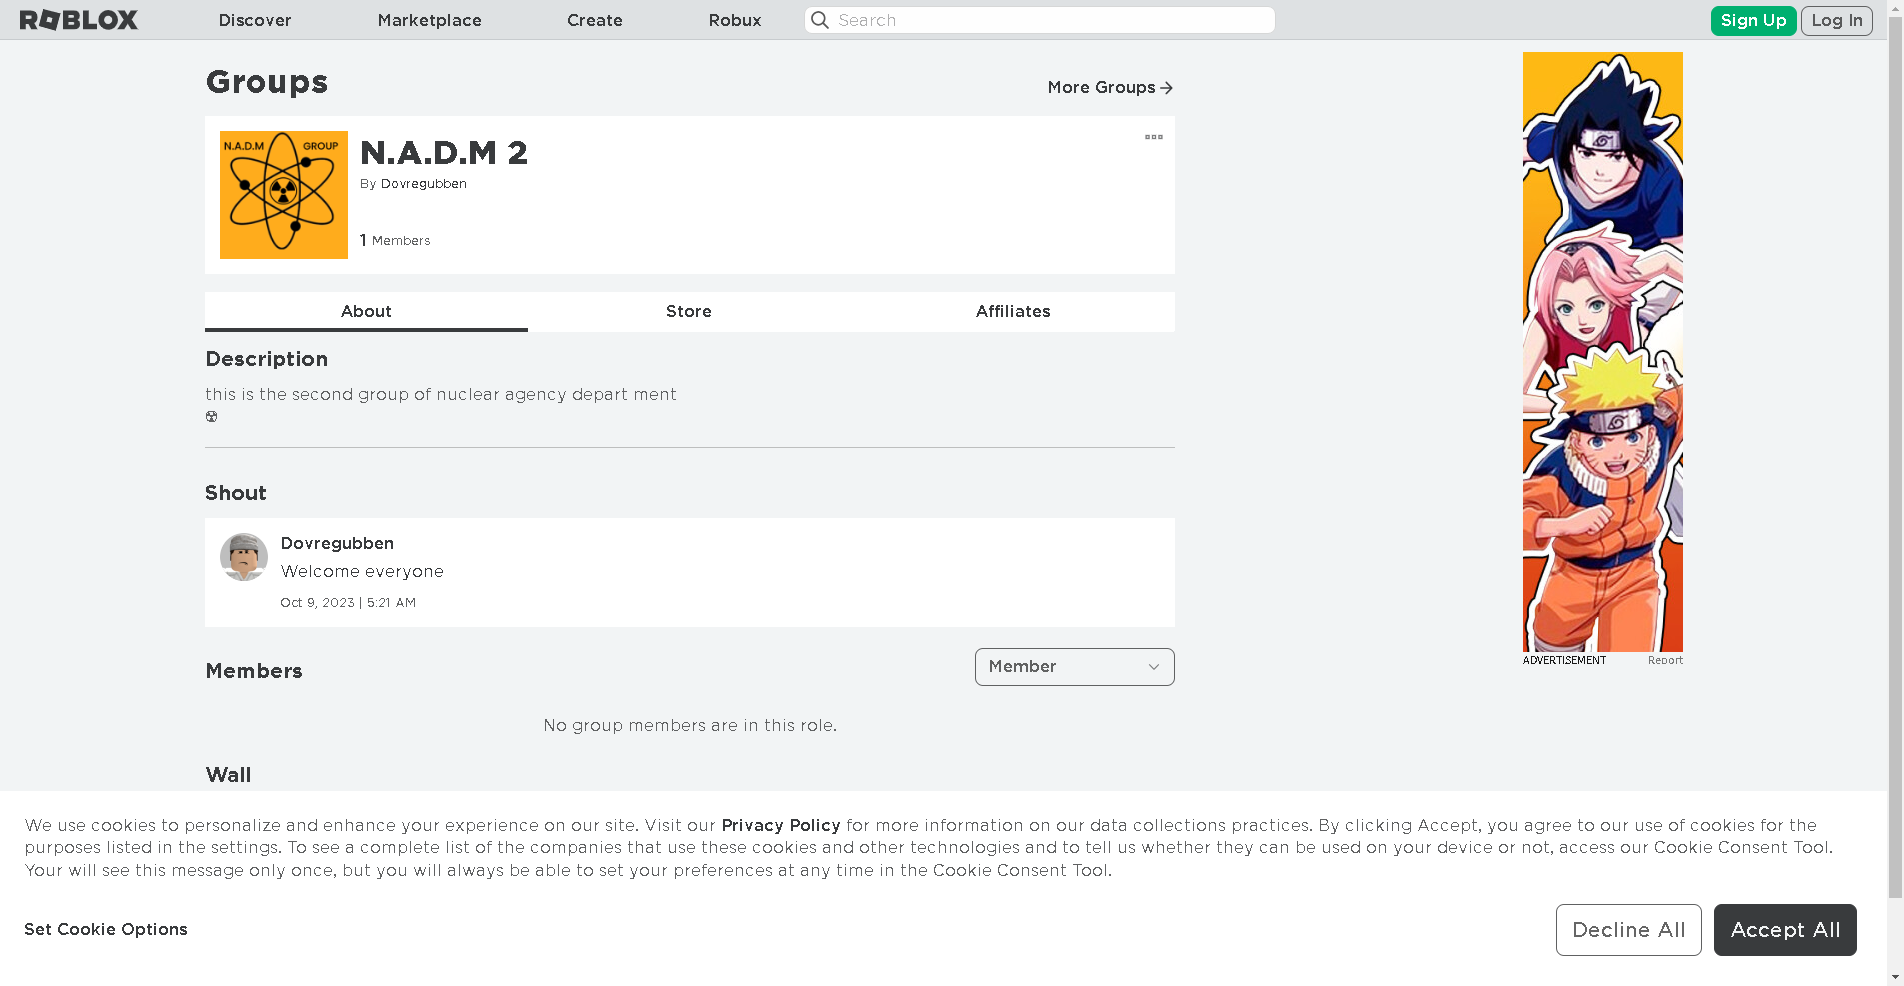 ROBLOX Discover Marketplace Create Robux Search Sign Up Log In
Groups
More Groups
N.A.D.M GROUP
N.A.D.M 2
By Dovregubben
1 Members
About Store Affiliates
Description
this is the second group of nuclear agency depart ment
☢
Shout
Dovregubben
Welcome everyone
Oct 9, 2023 | 5:21 AM
Members
Member
No group members are in this role.
Wall
ADVERTISEMENT Report
We use cookies to personalize and enhance your experience on our site. Visit our Privacy Policy for more information on our data collections practices. By clicking Accept, you agree to our use of cookies for the
purposes listed in the settings. To see a complete list of the companies that use these cookies and other technologies and to tell us whether they can be used on your device or not, access our Cookie Consent Tool.
Your will see this message only once, but you will always be able to set your preferences at any time in the Cookie Consent Tool.
Set Cookie Options
Decline All
Accept All